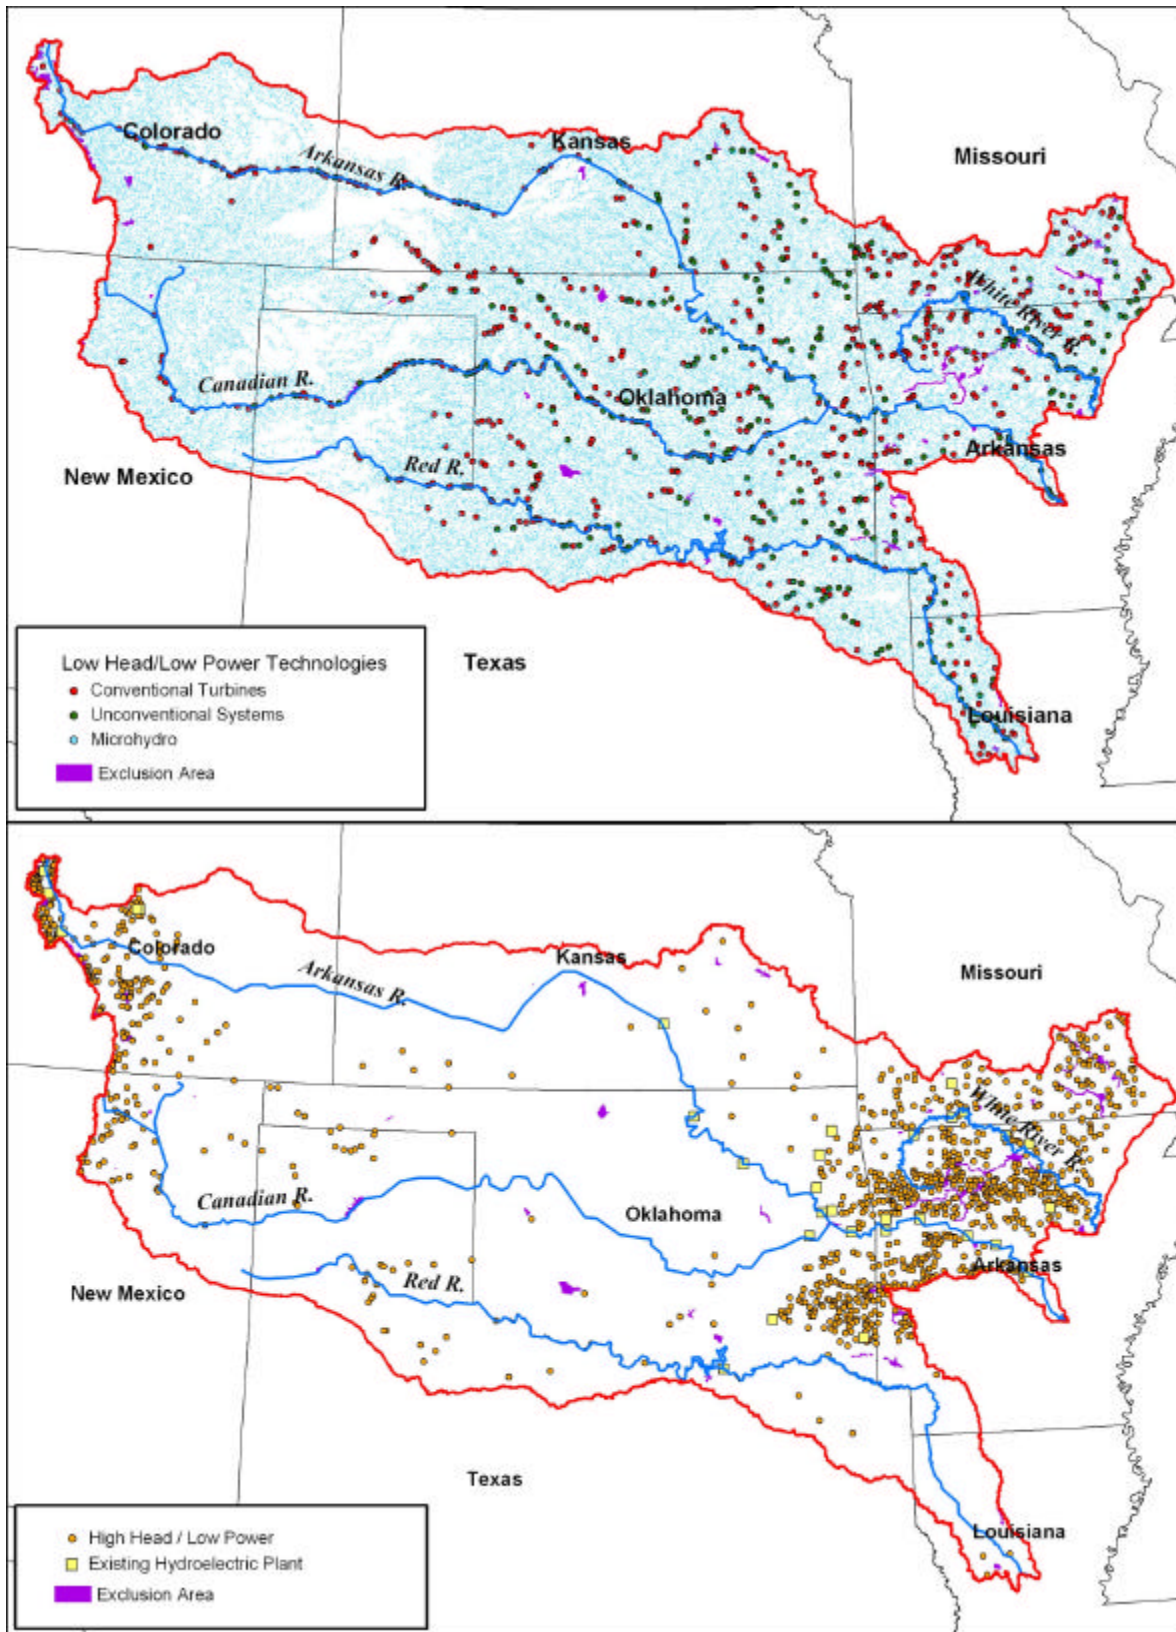 Colorado
Kansas
Arkansas R.
Missouri
White River R.
Canadian R.
Oklahoma
Arkansas
Red R.
New Mexico
Texas
Louisiana
Low Head/Low Power Technologies
Conventional Turbines
Unconventional Systems
Microhydro
Exclusion Area
Colorado
Kansas
Arkansas R.
Missouri
White River R.
Canadian R.
Oklahoma
Arkansas
Red R.
New Mexico
Texas
Louisiana
High Head / Low Power
Existing Hydroelectric Plant
Exclusion Area